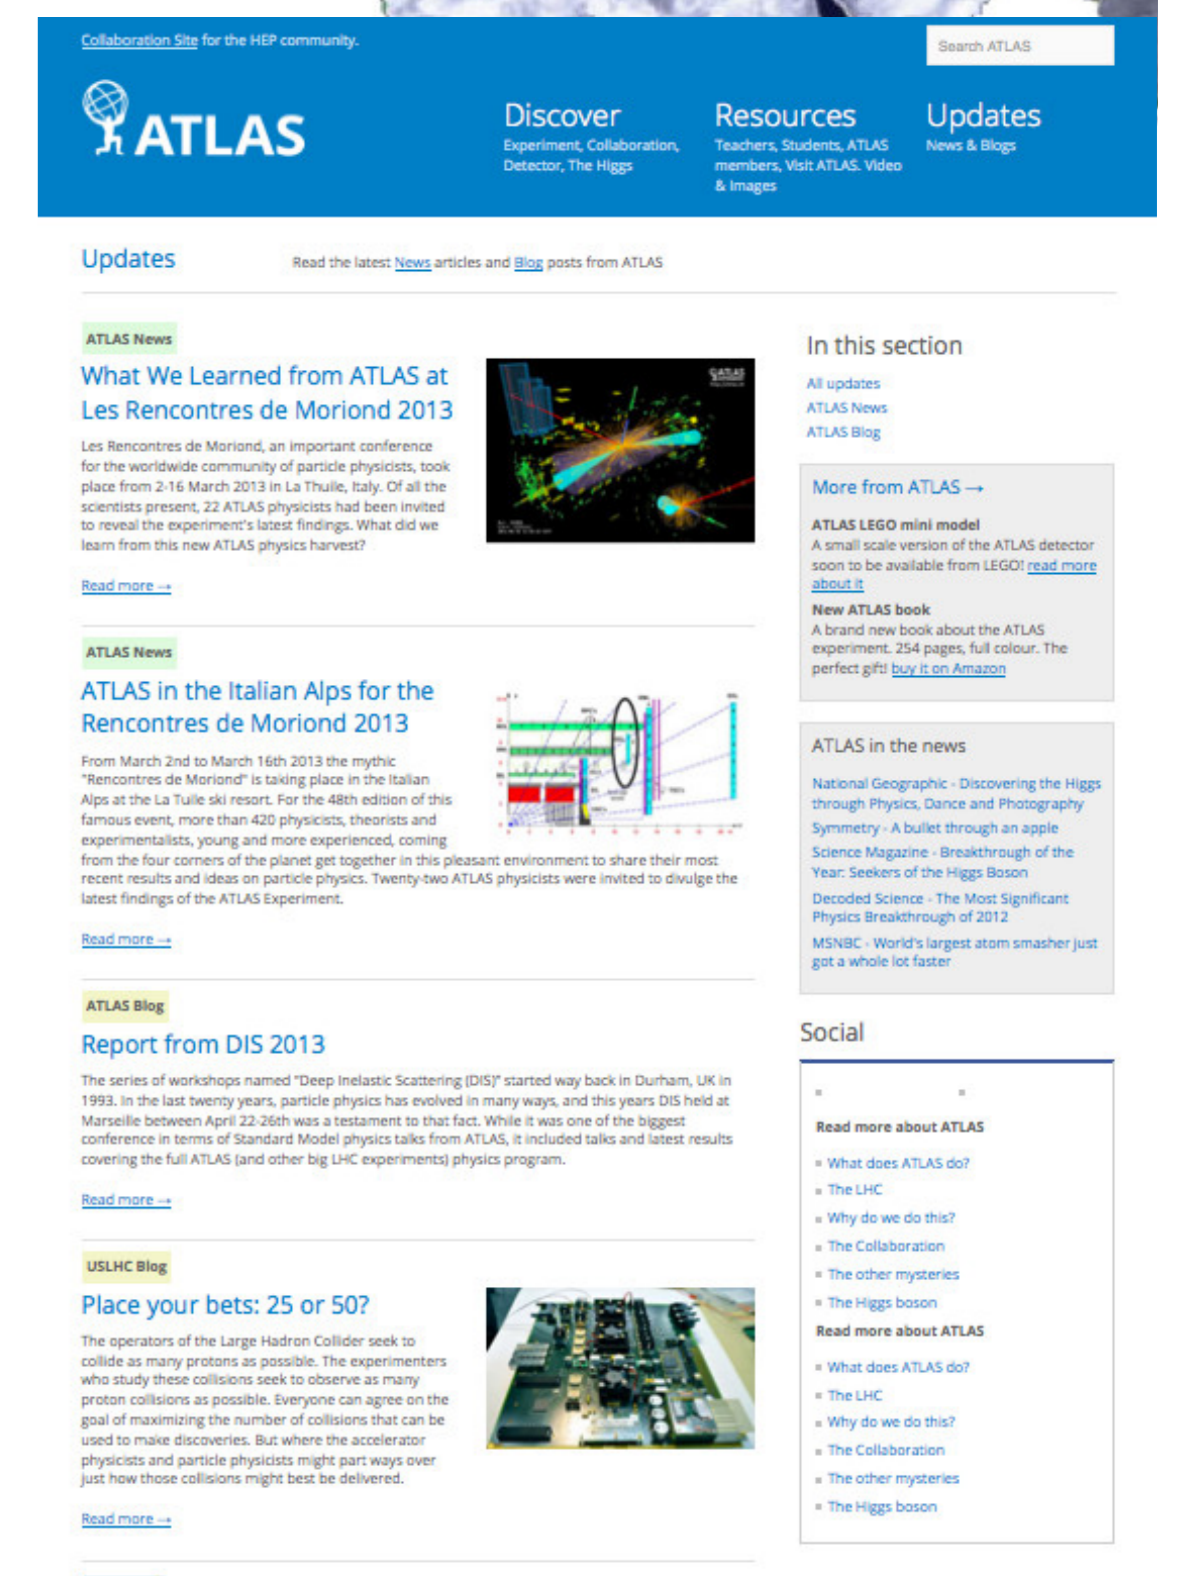 Collaboration Site for the HEP community.
Search ATLAS
ATLAS
Discover
Experiment, Collaboration,
Detector, The Higgs
Resources
Teachers, Students, ATLAS
members, Visit ATLAS. Video
& Images
Updates
News & Blogs
Updates
Read the latest News articles and Blog posts from ATLAS
ATLAS News
What We Learned from ATLAS at
Les Rencontres de Moriond 2013
Les Rencontres de Moriond, an important conference
for the worldwide community of particle physicists, took
place from 2-16 March 2013 in La Thuile, Italy. Of all the
scientists present, 22 ATLAS physicists had been invited
to reveal the experiment's latest findings. What did we
learn from this new ATLAS physics harvest?
Read more →
ATLAS
ATLAS News
ATLAS in the Italian Alps for the
Rencontres de Moriond 2013
From March 2nd to March 16th 2013 the mythic
"Rencontres de Moriond" is taking place in the Italian
Alps at the La Tuile ski resort. For the 48th edition of this
famous event, more than 420 physicists, theorists and
experimentalists, young and more experienced, coming
from the four corners of the planet get together in this pleasant environment to share their most
recent results and ideas on particle physics. Twenty-two ATLAS physicists were invited to divulge the
latest findings of the ATLAS Experiment.
Read more →
ATLAS Blog
Report from DIS 2013
The series of workshops named "Deep Inelastic Scattering (DIS)" started way back in Durham, UK in
1993. In the last twenty years, particle physics has evolved in many ways, and this years DIS held at
Marseille between April 22-26th was a testament to that fact. While it was one of the biggest
conference in terms of Standard Model physics talks from ATLAS, it included talks and latest results
covering the full ATLAS (and other big LHC experiments) physics program.
Read more →
USLHC Blog
Place your bets: 25 or 50?
The operators of the Large Hadron Collider seek to
collide as many protons as possible. The experimenters
who study these collisions seek to observe as many
proton collisions as possible. Everyone can agree on the
goal of maximizing the number of collisions that can be
used to make discoveries. But where the accelerator
physicists and particle physicists might part ways over
just how those collisions might best be delivered.
Read more →
In this section
All updates
ATLAS News
ATLAS Blog
More from ATLAS →
ATLAS LEGO mini model
A small scale version of the ATLAS detector
soon to be available from LEGO! read more
about it
New ATLAS book
A brand new book about the ATLAS
experiment. 254 pages, full colour. The
perfect gift! buy it on Amazon
ATLAS in the news
National Geographic - Discovering the Higgs
through Physics, Dance and Photography
Symmetry - A bullet through an apple
Science Magazine - Breakthrough of the
Year: Seekers of the Higgs Boson
Decoded Science - The Most Significant
Physics Breakthrough of 2012
MSNBC - World's largest atom smasher just
got a whole lot faster
Social
Read more about ATLAS
What does ATLAS do?
The LHC
Why do we do this?
The Collaboration
The other mysteries
The Higgs boson
Read more about ATLAS
What does ATLAS do?
The LHC
Why do we do this?
The Collaboration
The other mysteries
The Higgs boson